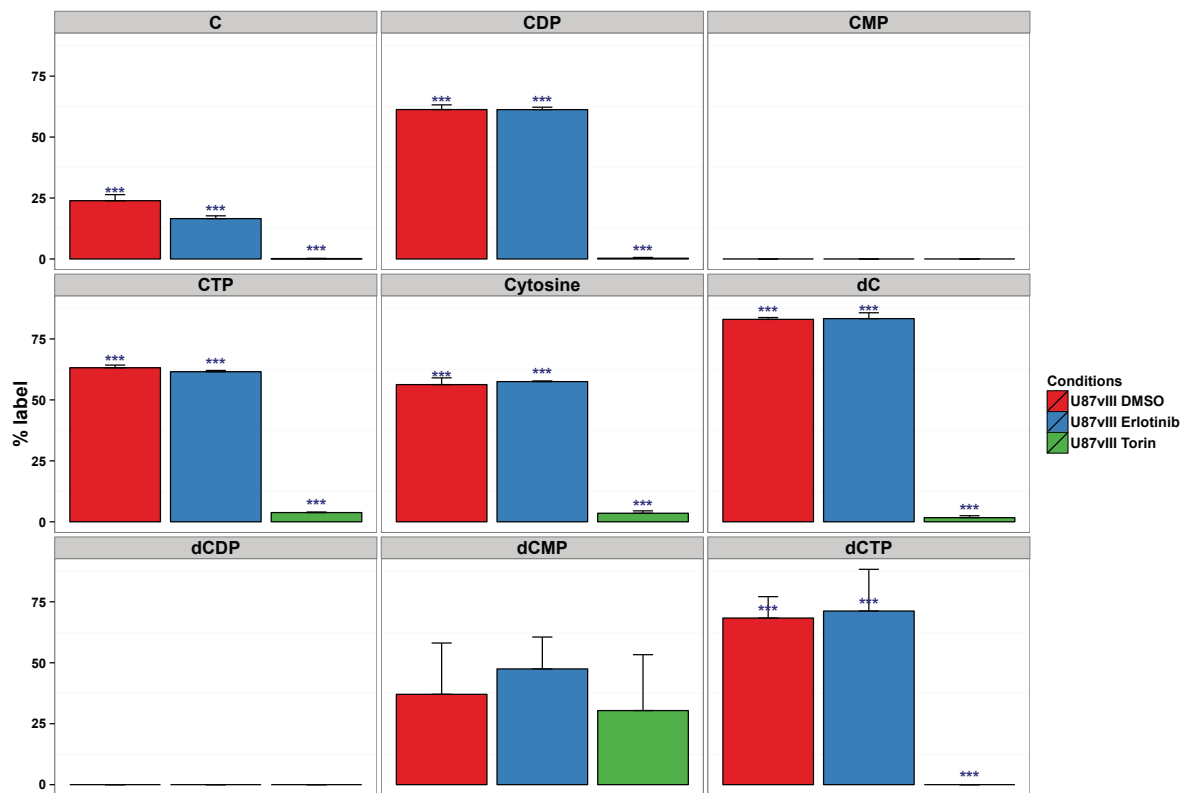 C CDP CMP
75
*** ***
50
25
*** *** *** ***
0
CTP Cytosine dC
75
*** *** *** *** *** ***
50
25
*** *** ***
0
% label
Conditions
U87vIII DMSO
U87vIII Erlotinib
U87vIII Torin
dCDP dCMP dCTP
75
*** ***
50
25
***
0